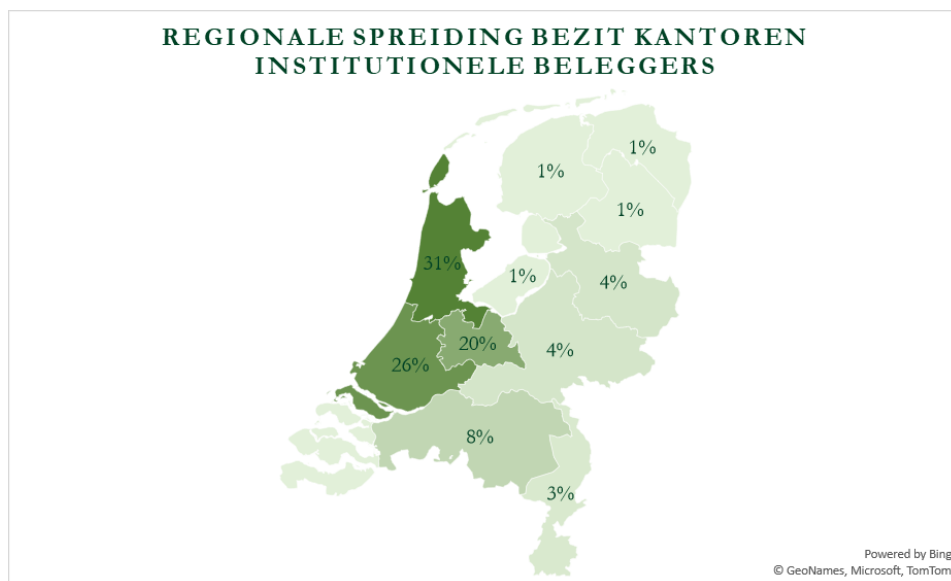 REGIONALE SPREIDING BEZIT KANTOREN
INSTITUTIONELE BELEGGERS
1%
1%
1%
31%
1%
4%
20%
4%
26%
8%
3%
Powered by Bing
© GeoNames, Microsoft, TomTom